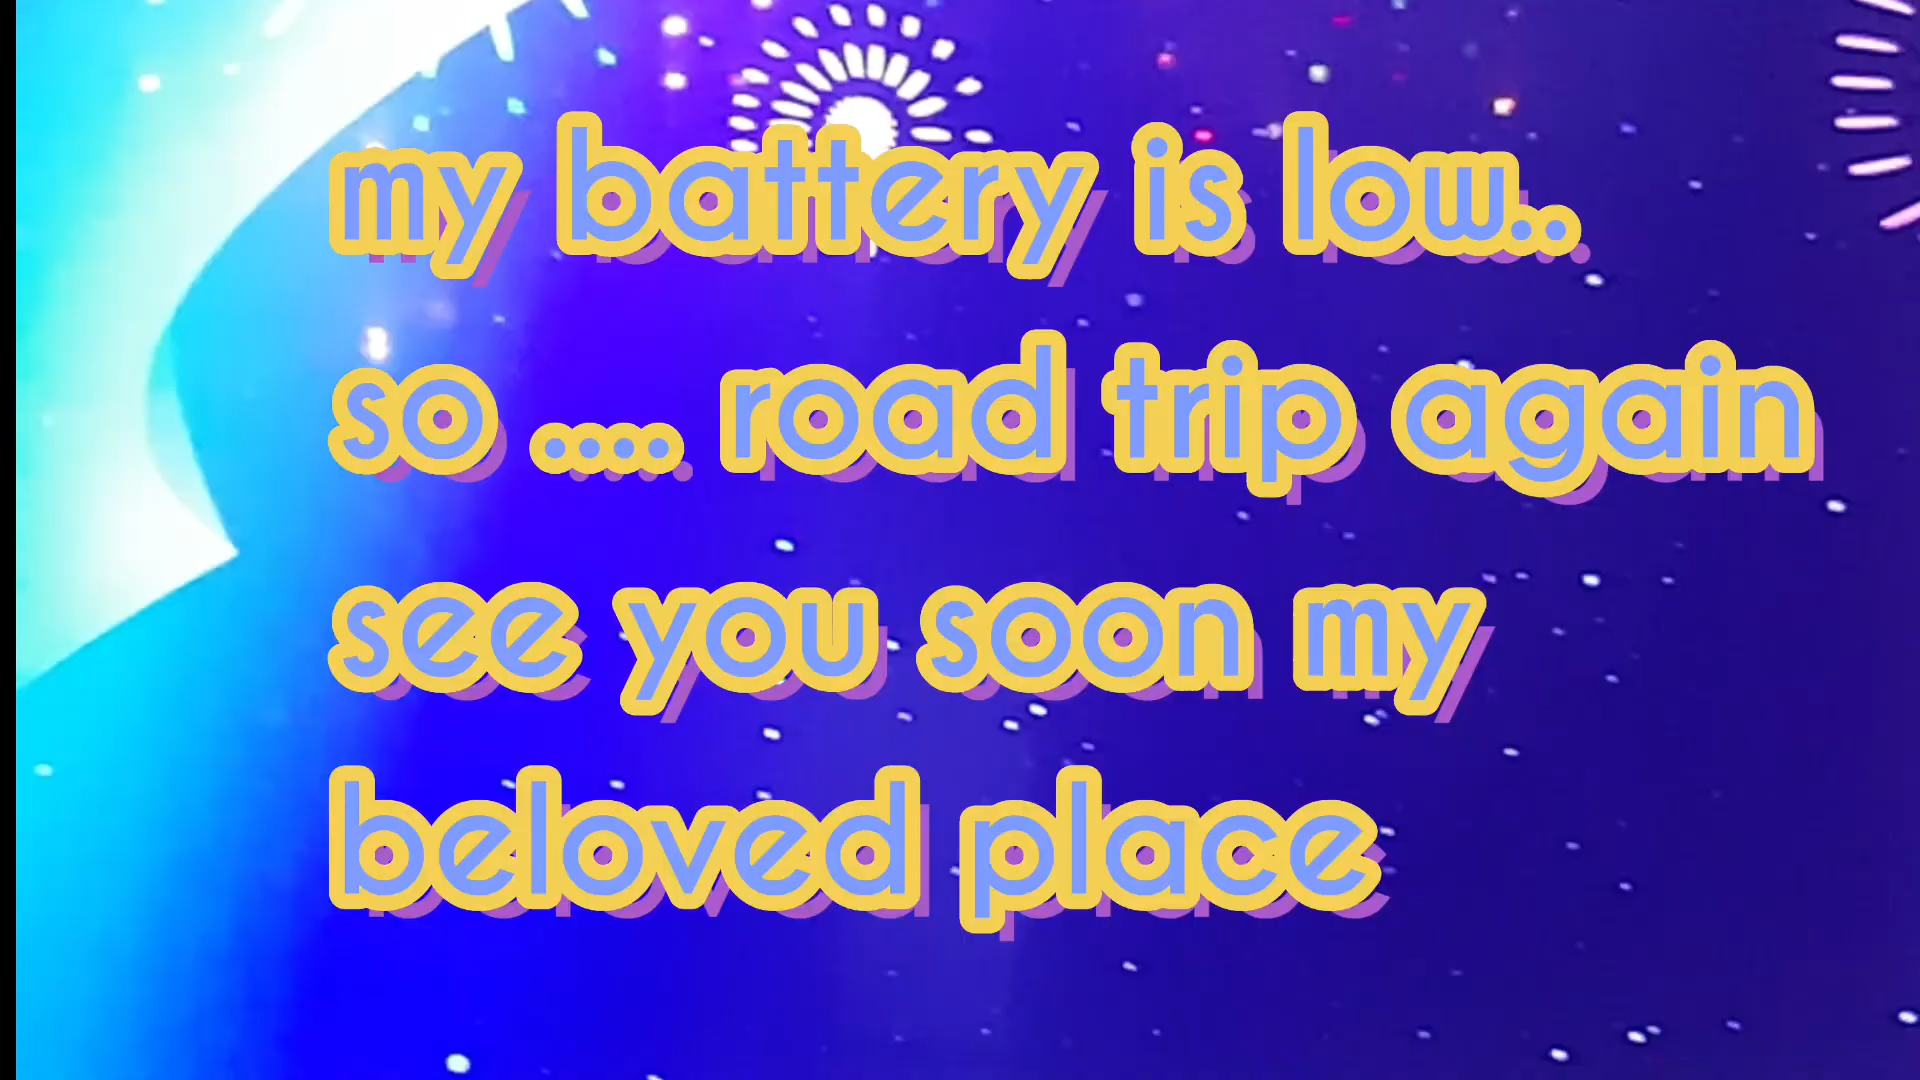 my battery is low..
so .... road trip again
see you soon my
beloved place